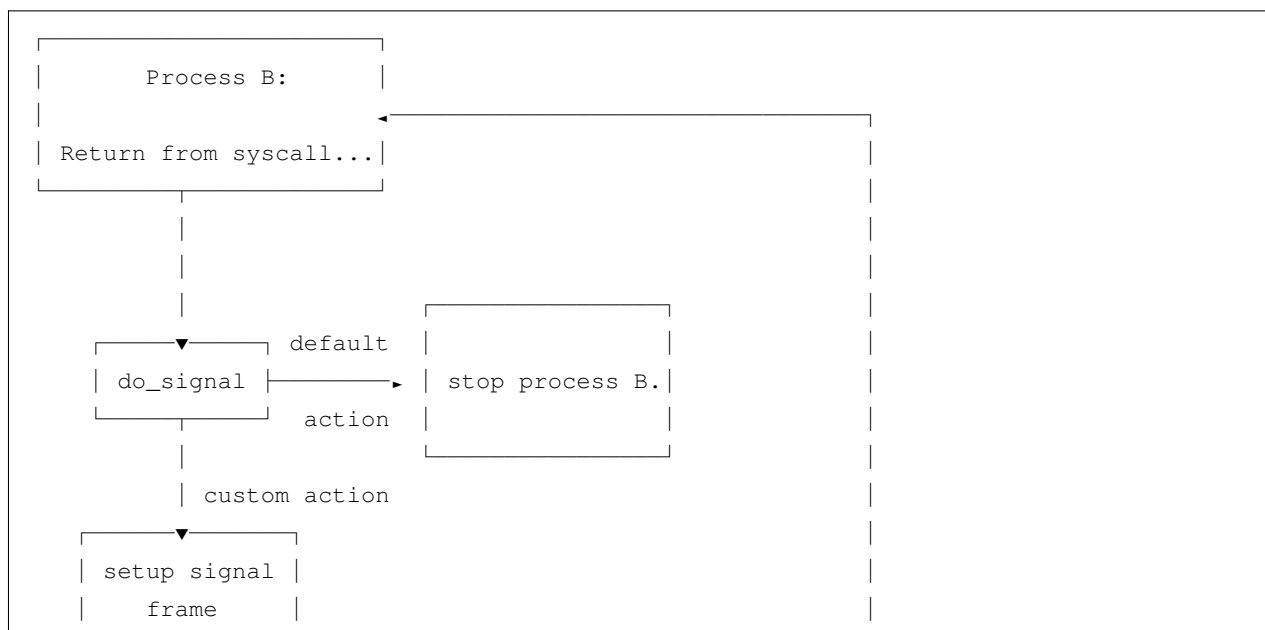 Process B:
Return from syscall...
default
do_signal
stop process B.
action
custom action
setup signal
frame